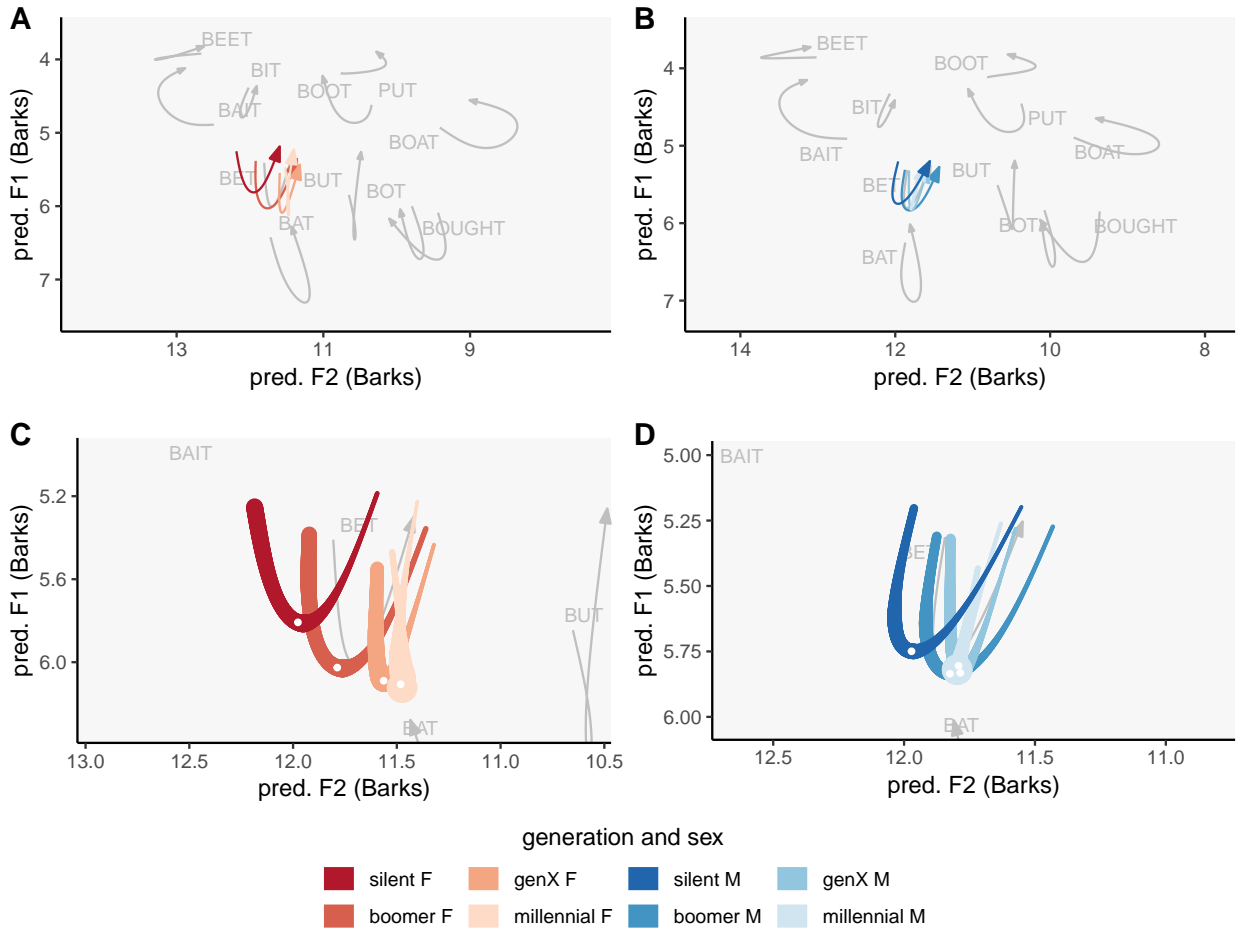 A
BEET
BIT
BAIT
BOOT
PUT
BOAT
BET
BUT
BOT
BAT
BOUGHT
4
5
6
7
13
11
9
pred. F1 (Barks)
pred. F2 (Barks)
B
BEET
BOOT
BIT
PUT
BAIT
BOAT
BUT
BET
BOT
BOUGHT
BAT
4
5
6
7
14
12
10
8
pred. F1 (Barks)
pred. F2 (Barks)
C
BAIT
BET
BUT
BAT
5.2
5.6
6.0
13.0
12.5
12.0
11.5
11.0
10.5
pred. F1 (Barks)
pred. F2 (Barks)
D
BAIT
BET
BAT
5.00
5.25
5.50
5.75
6.00
12.5
12.0
11.5
11.0
pred. F1 (Barks)
pred. F2 (Barks)
generation and sex
silent F
genX F
silent M
genX M
boomer F
millennial F
boomer M
millennial M